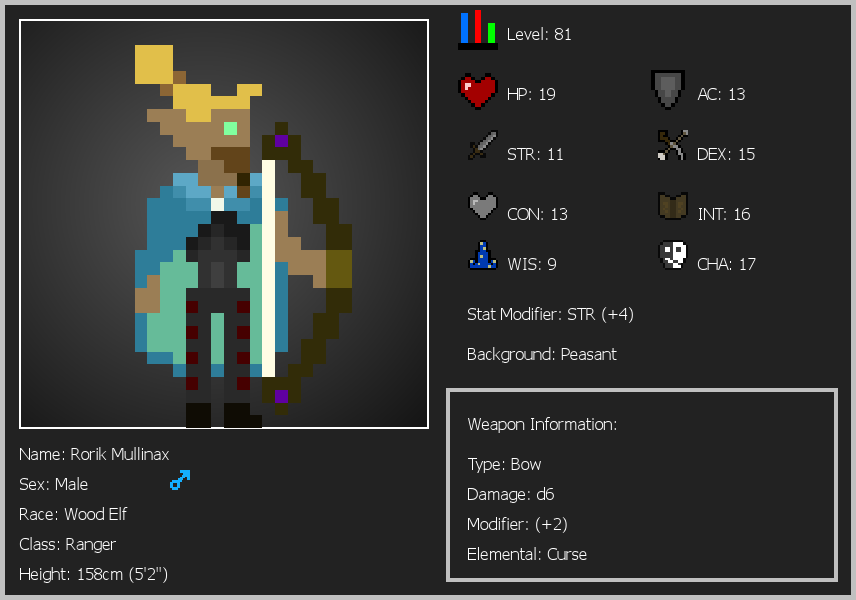 Level: 81
HP: 19
AC: 13
STR: 11
DEX: 15
CON: 13
INT: 16
WIS: 9
CHA: 17
Stat Modifier: STR (+4)
Background: Peasant
Weapon Information:
Type: Bow
Damage: d6
Modifier: (+2)
Elemental: Curse
Name: Rorik Mullinax
Sex: Male
Race: Wood Elf
Class: Ranger
Height: 158cm (5'2")